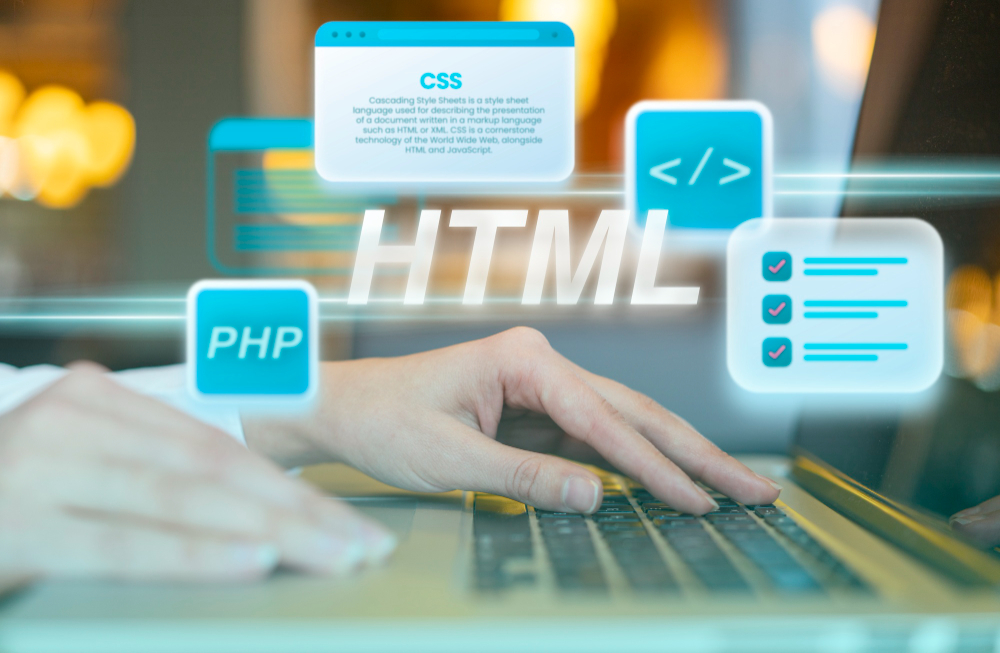 CSS
Cascading Style Sheets is a style sheet
language used for describing the presentation
of a document written in a markup language
such as HTML or XML. CSS is a cornerstone
technology of the World Wide Web, alongside
HTML and JavaScript.
</>
HTML
PHP